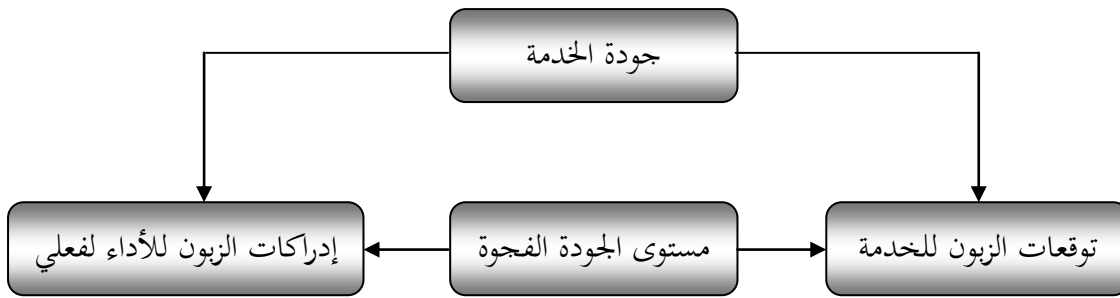 جودة الخدمة
توقعات الزبون للخدمة
مستوى الجودة الفجوة
إدراكات الزبون للأداء لفعلي